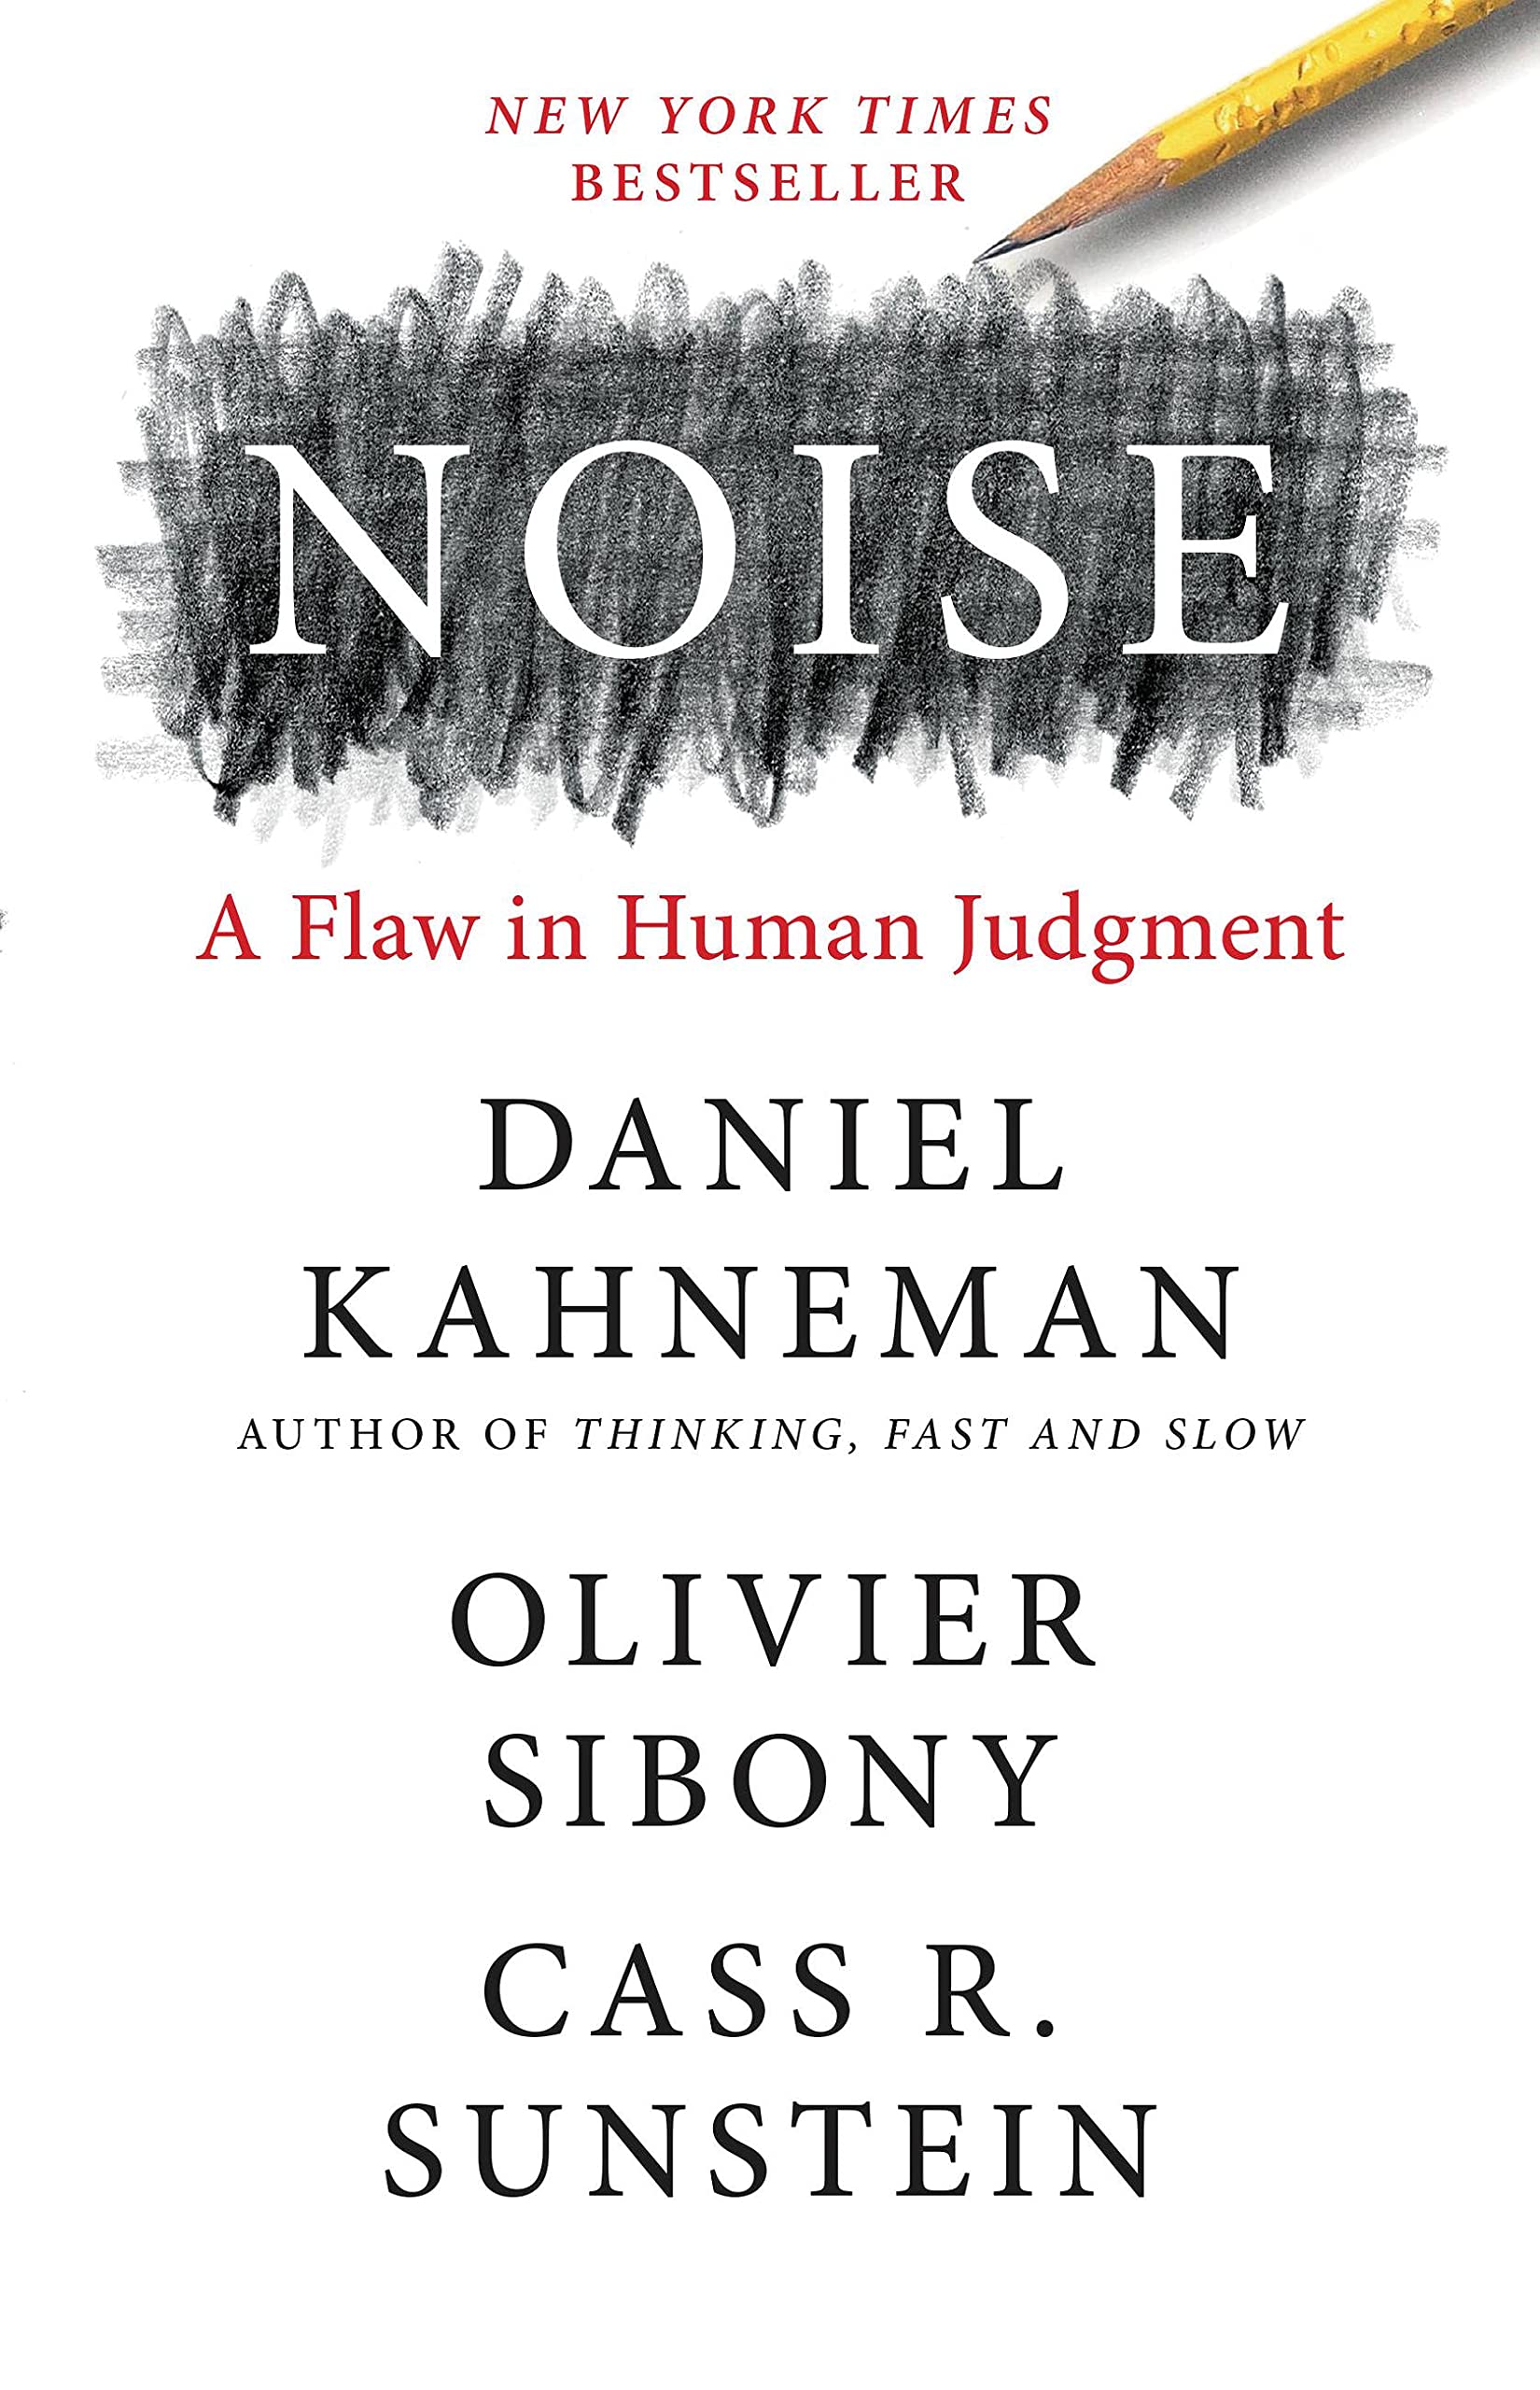 NEW YORK TIMES
BESTSELLER
NOISE
A Flaw in Human Judgment
DANIEL
KAHNEMAN
AUTHOR OF THINKING, FAST AND SLOW
OLIVIER
SIBONY
CASS R.
SUNSTEIN